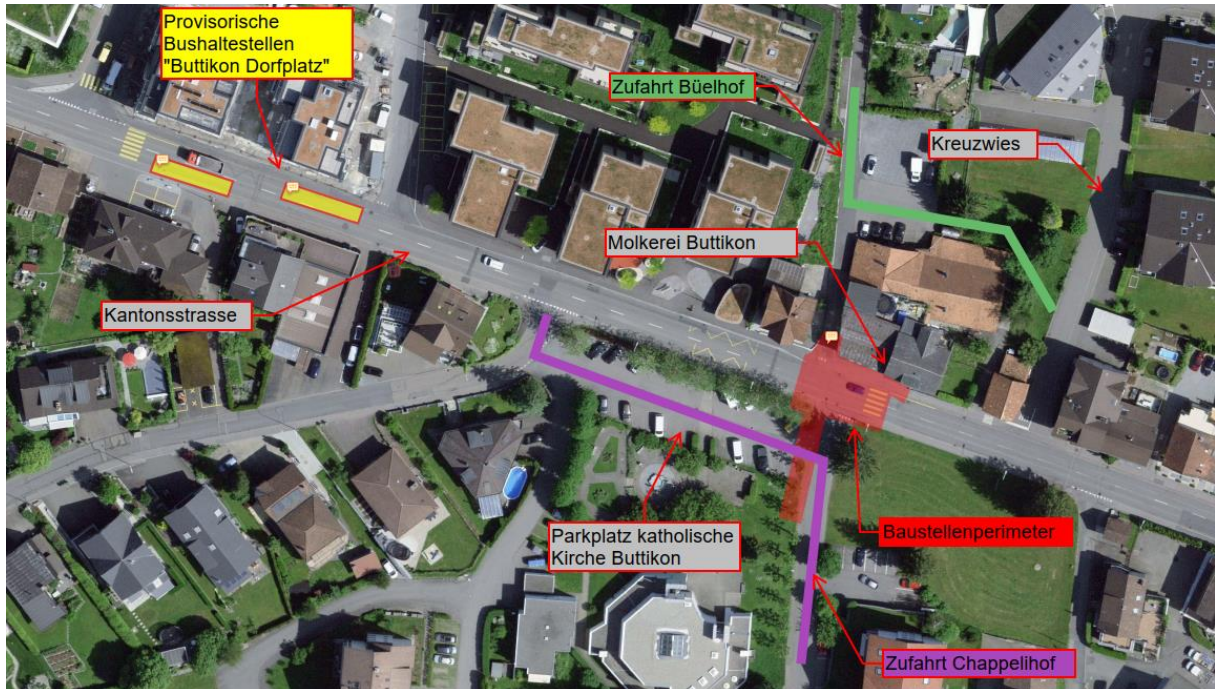 Provisorische
Bushaltestellen
"Buttikon Dorfplatz"
Zufahrt Büelhof
Kreuzwies
Molkerei Buttikon
Kantonsstrasse
Parkplatz katholische
Kirche Buttikon
Baustellenperimeter
Zufahrt Chappelihof